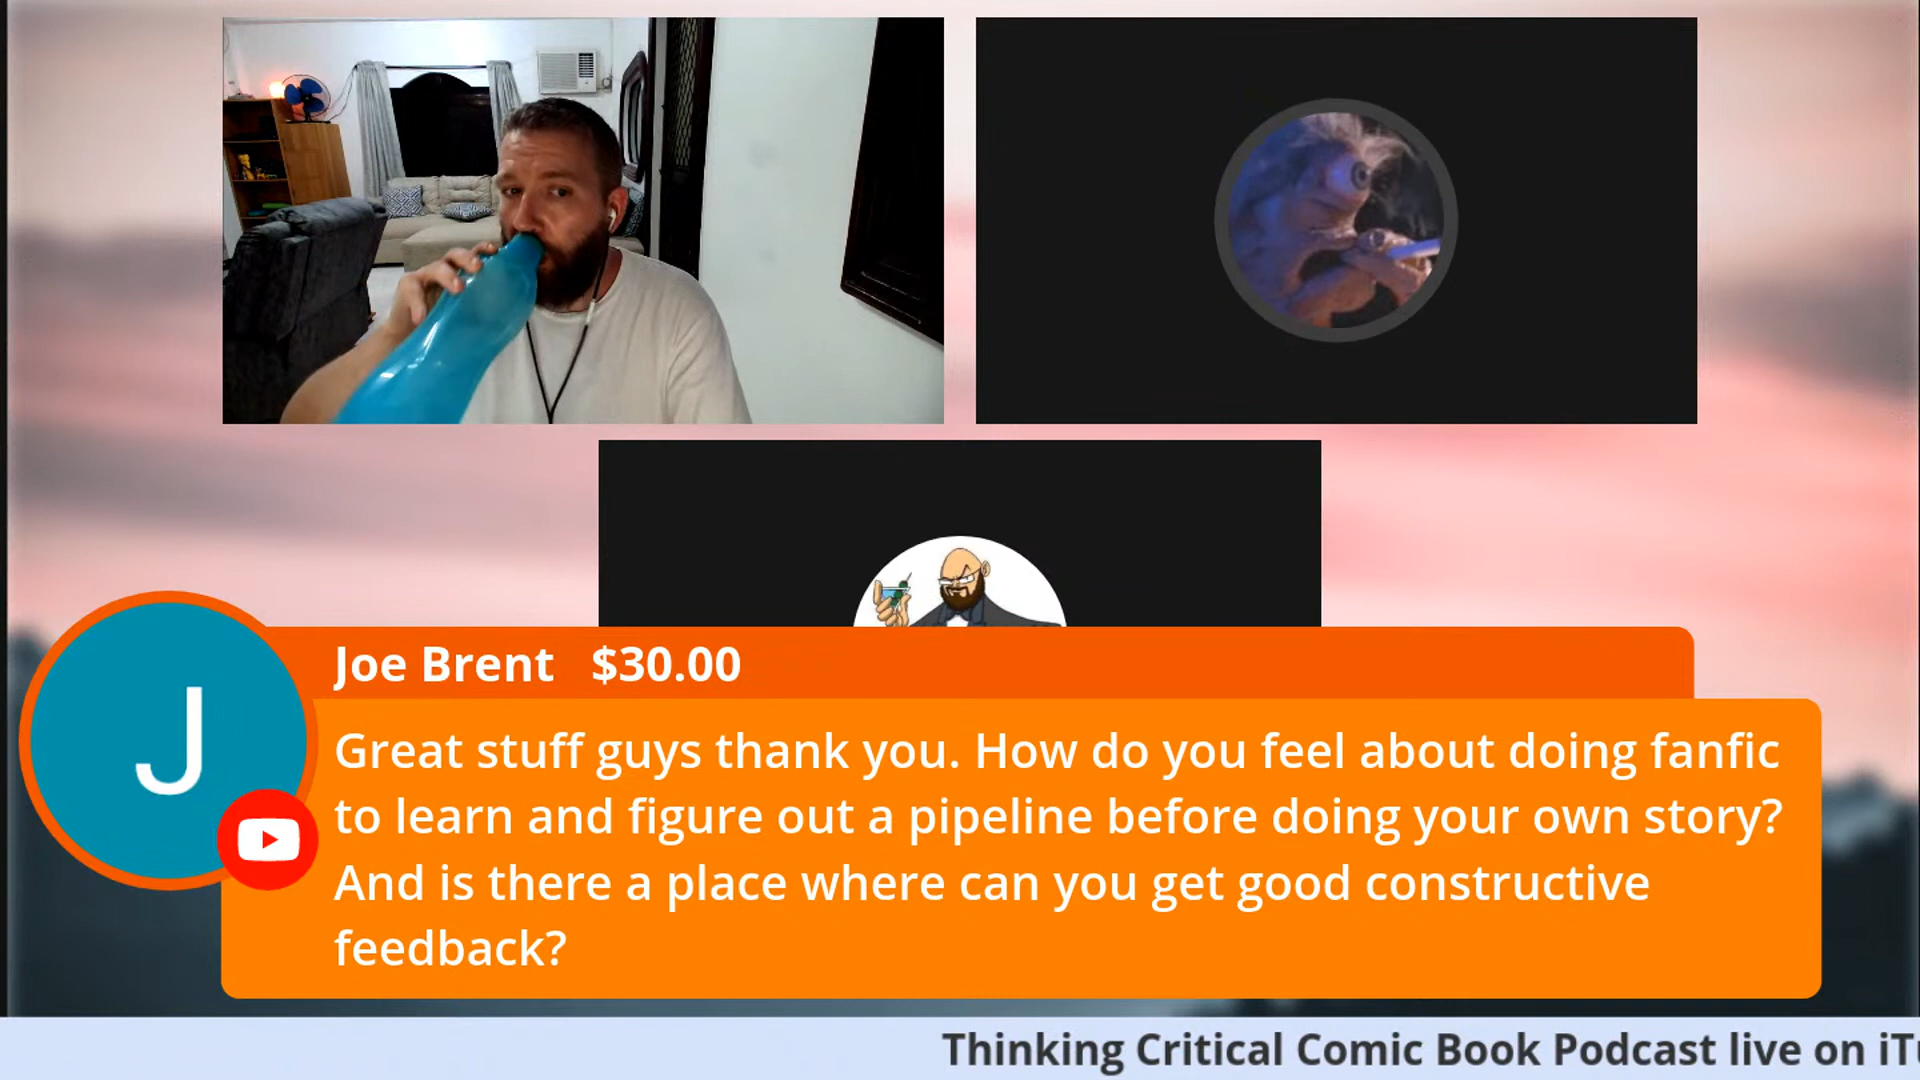 Joe Brent $30.00
J
Great stuff guys thank you. How do you feel about doing fanfic
to learn and figure out a pipeline before doing your own story?
And is there a place where can you get good constructive
feedback?
Thinking Critical Comic Book Podcast live on